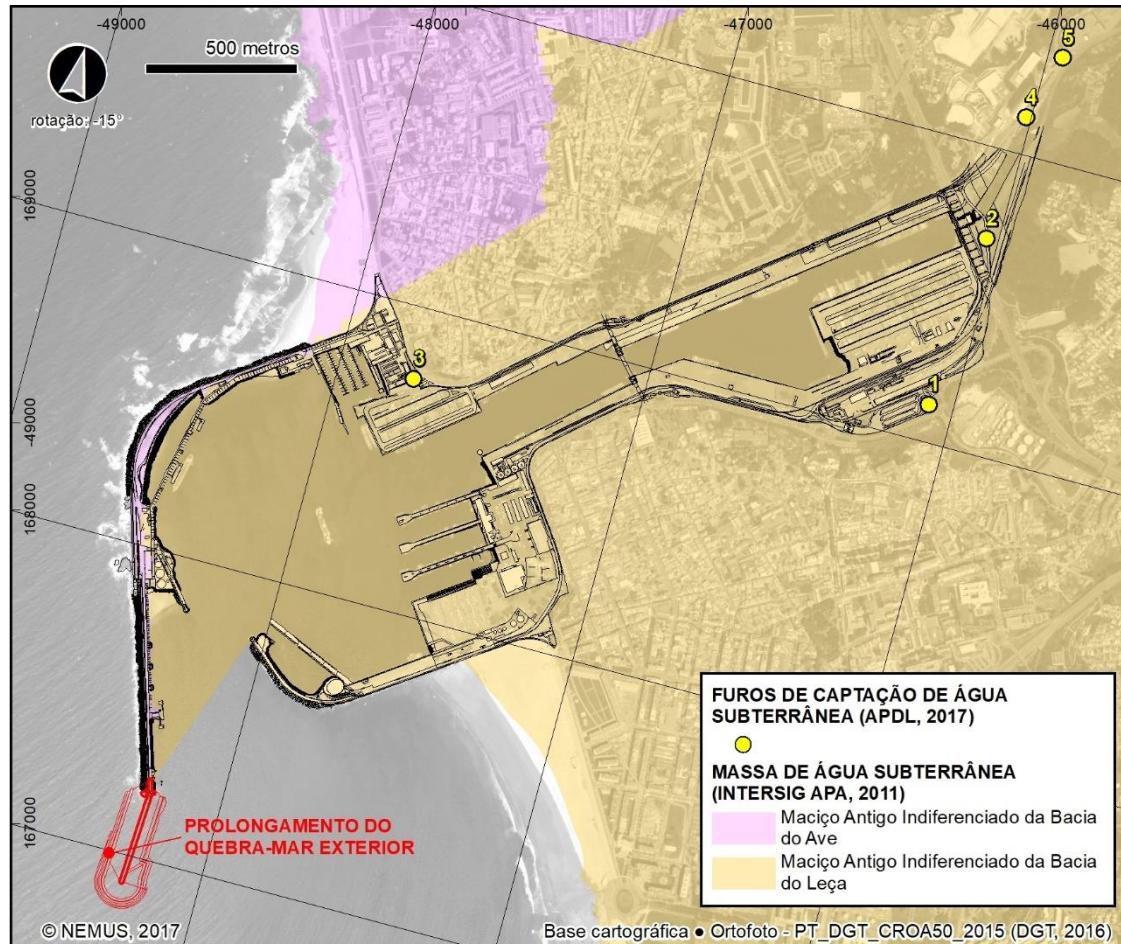 -49000
-48000
-47000
-46000
500 metros
rotação: -15º
5
4
2
169000
3
1
-49000
168000
167000
PROLONGAMENTO DO
QUEBRA-MAR EXTERIOR
FUROS DE CAPTAÇÃO DE ÁGUA
SUBTERRÂNEA (APDL, 2017)
MASSA DE ÁGUA SUBTERRÂNEA
(INTERSIG APA, 2011)
Maciço Antigo Indiferenciado da Bacia
do Ave
Maciço Antigo Indiferenciado da Bacia
do Leça
© NEMUS, 2017
Base cartográfica ● Ortofoto - PT_DGT_CROA50_2015 (DGT, 2016)